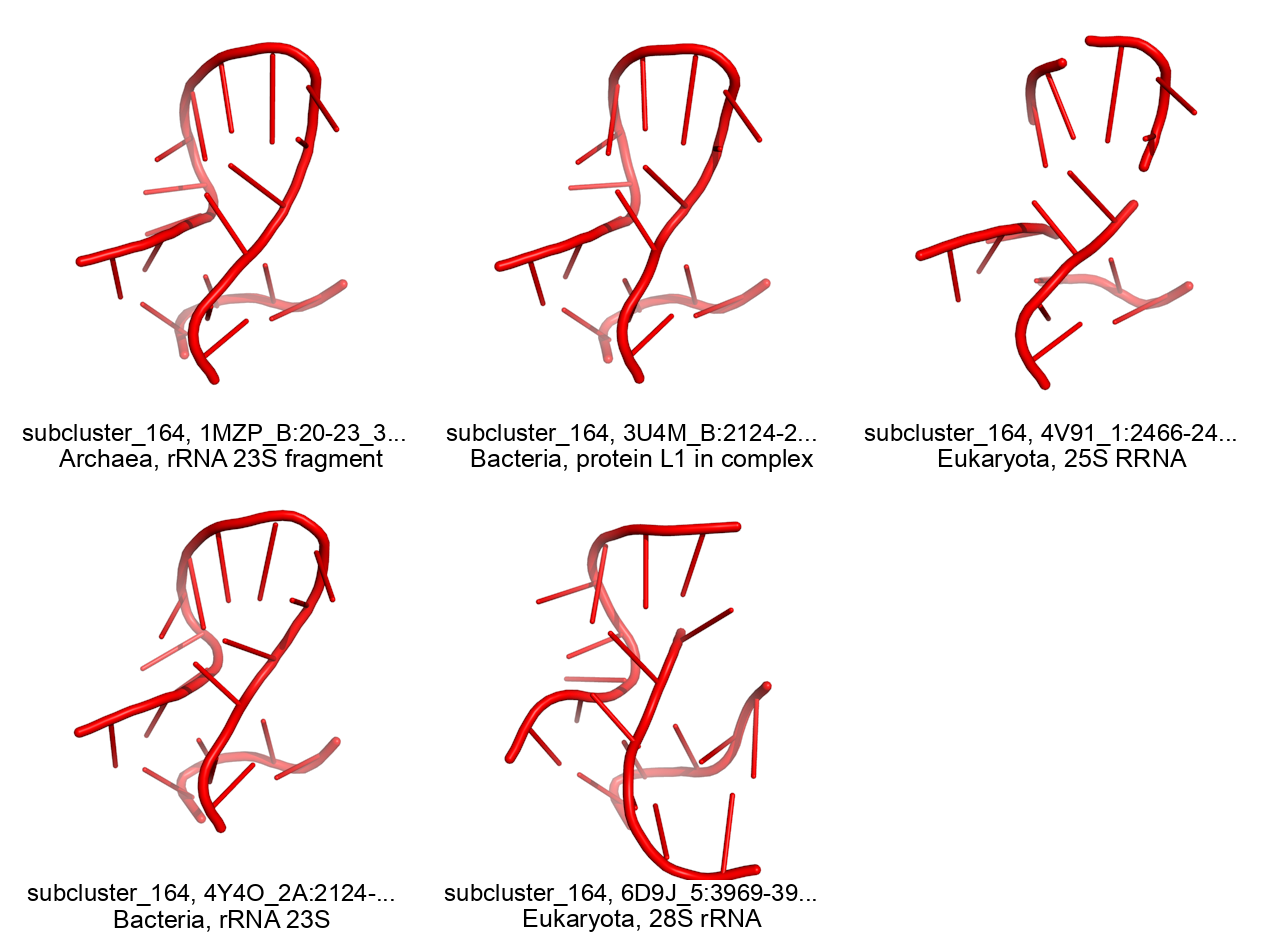 subcluster_164, 1MZP_B:20-23_3...
Archaea, rRNA 23S fragment
subcluster_164, 3U4M_B:2124-2...
Bacteria, protein L1 in complex
subcluster_164, 4V91_1:2466-24...
Eukaryota, 25S RRNA
subcluster_164, 4Y4O_2A:2124-...
Bacteria, rRNA 23S
subcluster_164, 6D9J_5:3969-39...
Eukaryota, 28S rRNA